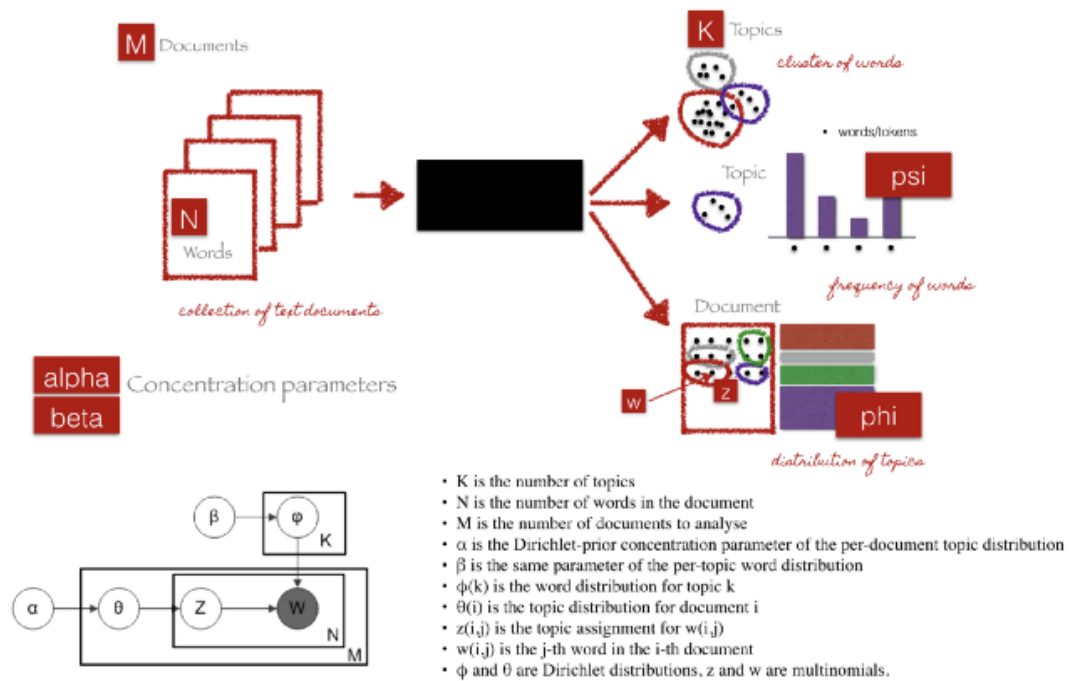 M Documents
K Topics
cluster of words
• words/tokens
N
Words
Topic
psi
collection of text documents
frequency of words
Document
alpha
beta
Concentration parameters
w
z
phi
distribution of topics
β
φ
K
α
θ
Z
W
N
M
• K is the number of topics
• N is the number of words in the document
• M is the number of documents to analyse
• α is the Dirichlet-prior concentration parameter of the per-document topic distribution
• β is the same parameter of the per-topic word distribution
• ϕ(k) is the word distribution for topic k
• θ(i) is the topic distribution for document i
• z(i,j) is the topic assignment for w(i,j)
• w(i,j) is the j-th word in the i-th document
• ϕ and θ are Dirichlet distributions, z and w are multinomials.